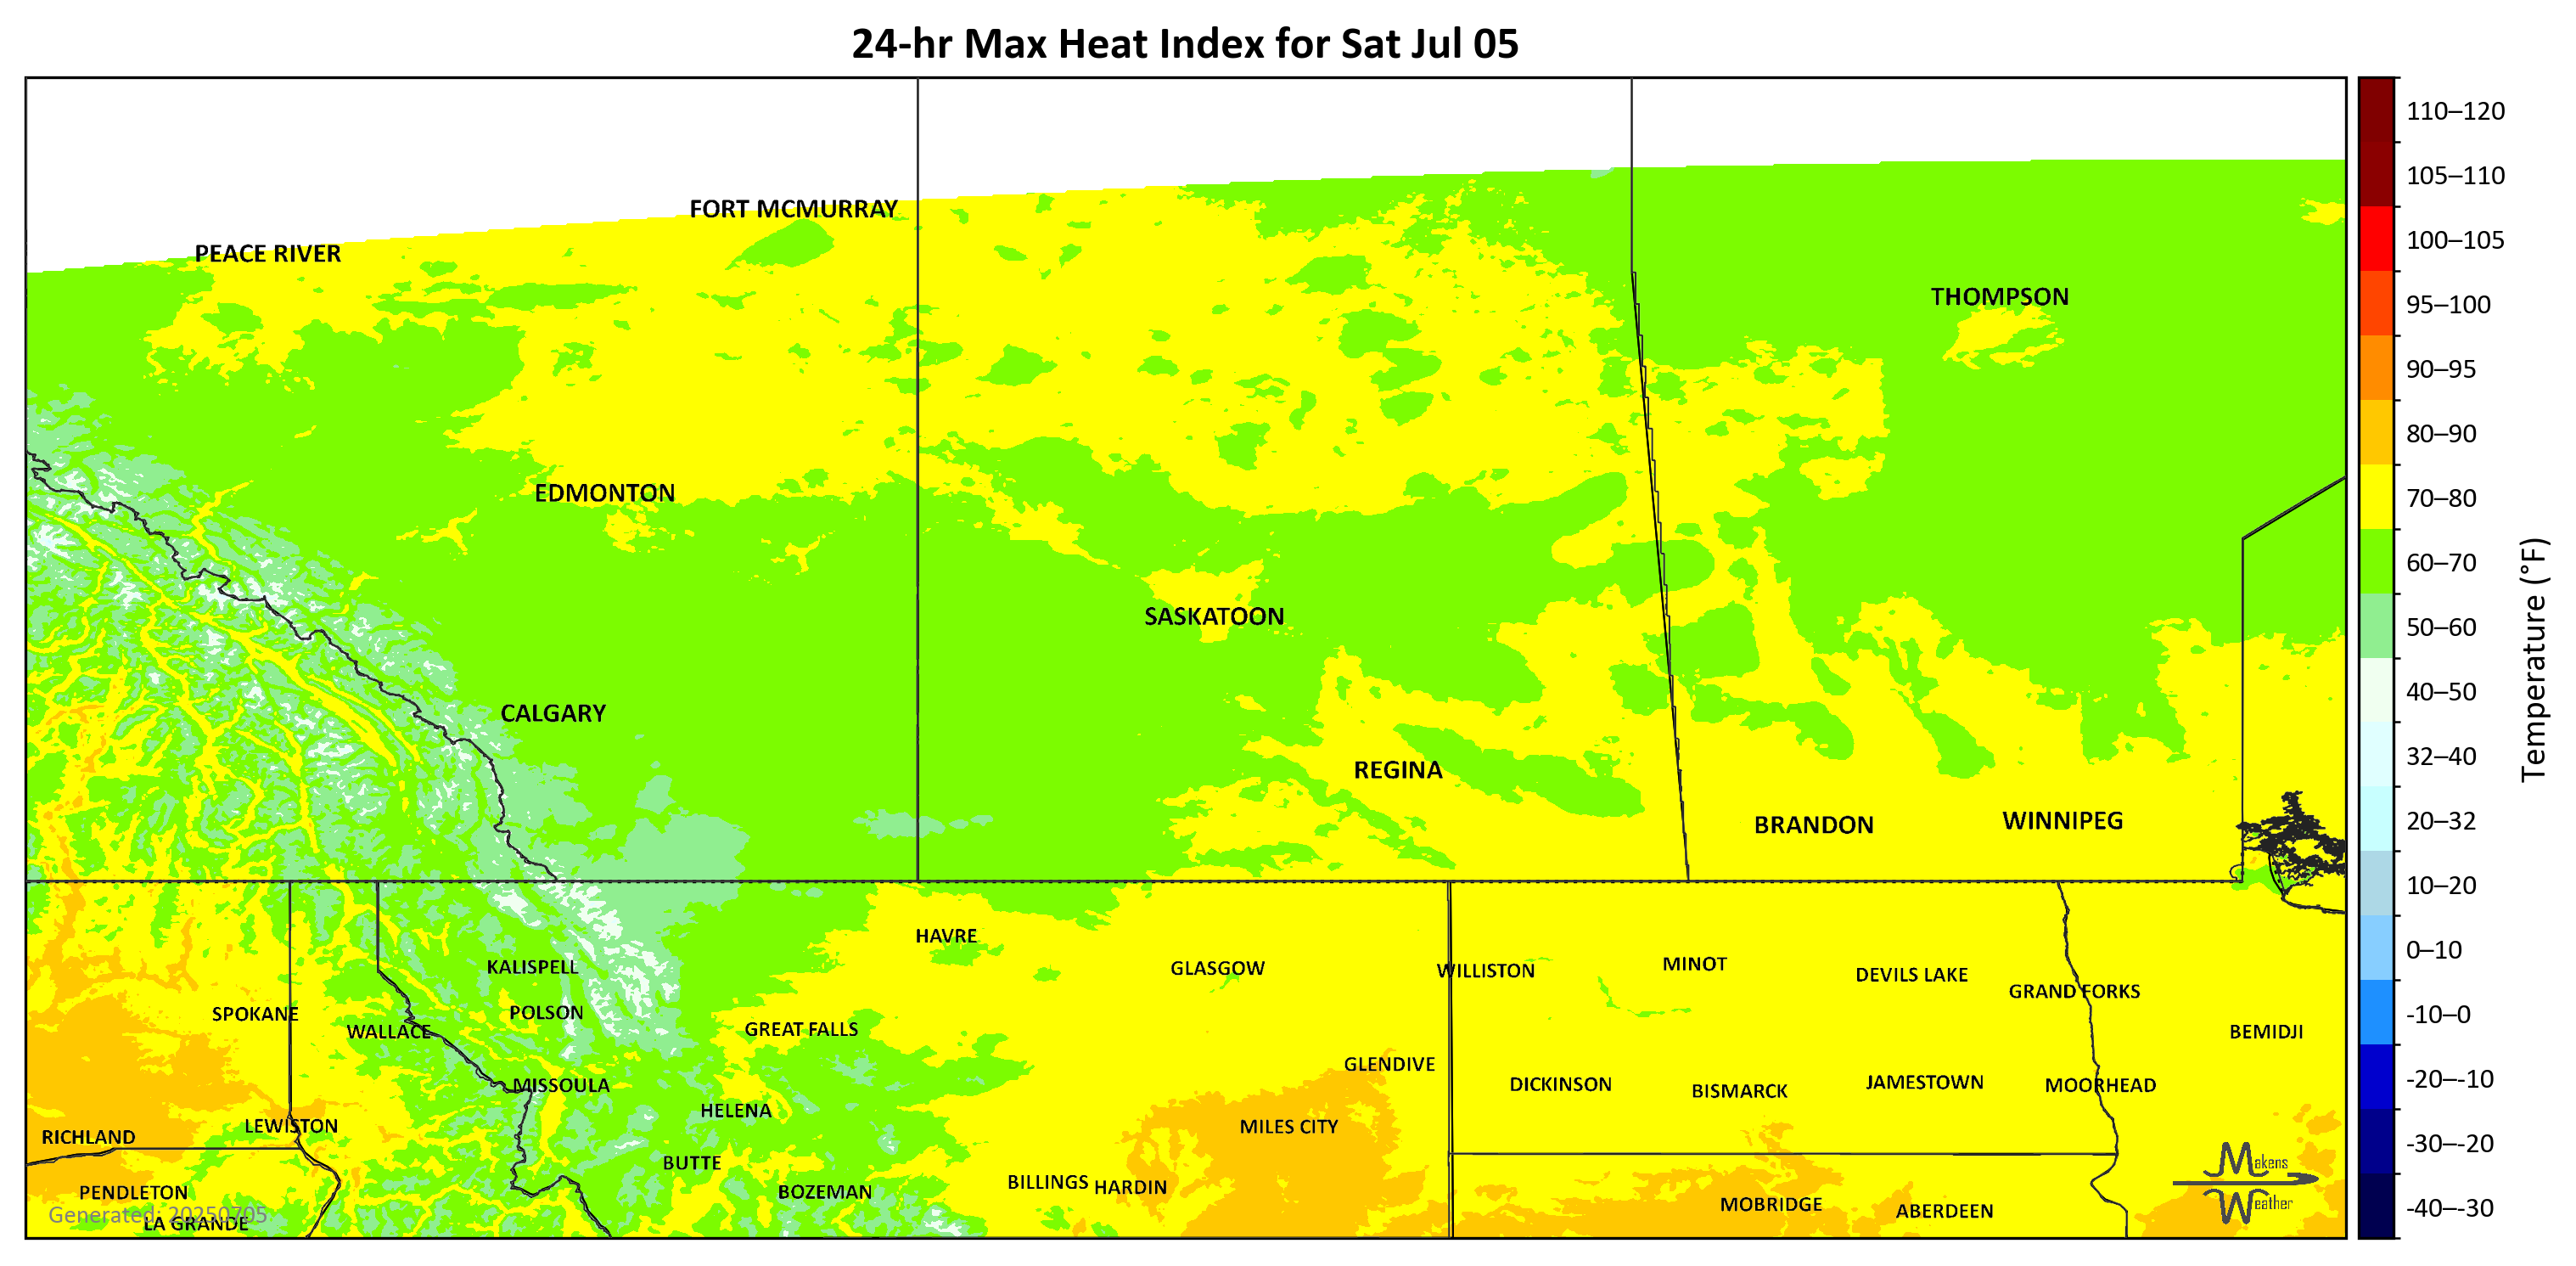 24-hr Max Heat Index for Sat Jul 05
FORT MCMURRAY
PEACE RIVER
THOMPSON
EDMONTON
SASKATOON
CALGARY
REGINA
BRANDON
WINNIPEG
HAVRE
KALISPELL
GLASGOW
WILLISTON
MINOT
DEVILS LAKE
GRAND FORKS
SPOKANE
POLSON
WALLACE
GREAT FALLS
BEMIDJI
GLENDIVE
MISSOULA
DICKINSON
BISMARCK
JAMESTOWN
MOORHEAD
HELENA
LEWISTON
MILES CITY
RICHLAND
BUTTE
BILLINGS
HARDIN
PENDLETON
BOZEMAN
MOBRIDGE
ABERDEEN
LA GRANDE
Generated: 20250705
Makens
Weather
110–120
105–110
100–105
95–100
90–95
80–90
70–80
60–70
50–60
40–50
32–40
20–32
10–20
0–10
-10–0
-20–-10
-30–-20
-40–-30
Temperature (°F)